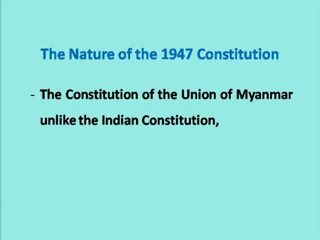 The Nature of the 1947 Constitution
- The Constitution of the Union of Myanmar
unlike the Indian Constitution,